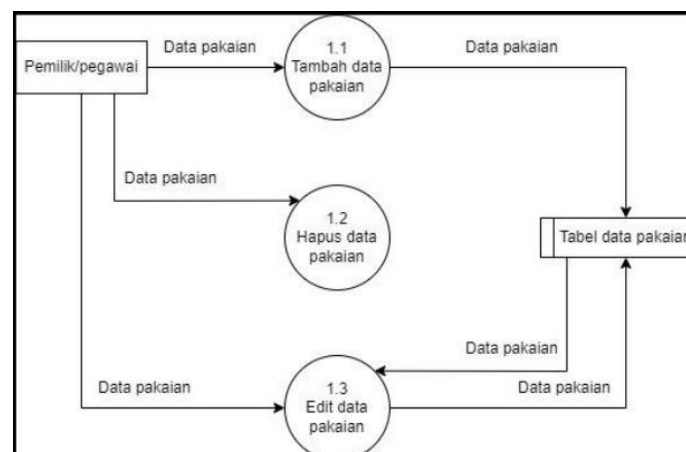 Data pakaian
1.1
Tambah data
pakaian
Data pakaian
Pemilik/pegawai
Data pakaian
1.2
Hapus data
pakaian
Tabel data pakaian
Data pakaian
Data pakaian
1.3
Edit data
pakaian
Data pakaian